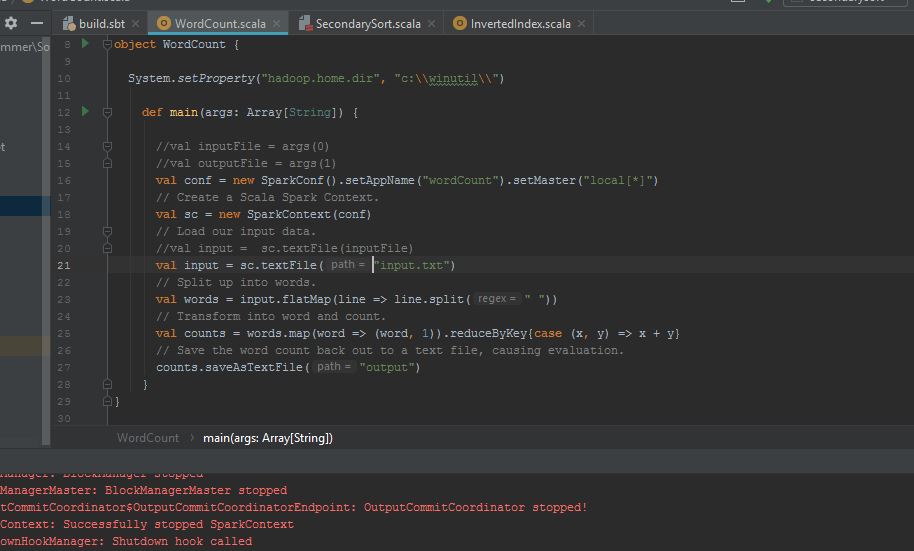 build.sbt WordCount.scala SecondarySort.scala InvertedIndex.scala
mmer\So
8 object WordCount {
9
10 System.setProperty("hadoop.home.dir", "c:\\winutil\\")
11
12 def main(args: Array[String]) {
13
14 //val inputFile = args(0)
15 //val outputFile = args(1)
16 val conf = new SparkConf().setAppName("wordCount").setMaster("local[*]")
17 // Create a Scala Spark Context.
18 val sc = new SparkContext(conf)
19 // Load our input data.
20 //val input =  sc.textFile(inputFile)
21 val input = sc.textFile( path = "input.txt")
22 // Split up into words.
23 val words = input.flatMap(line => line.split( regex = " "))
24 // Transform into word and count.
25 val counts = words.map(word => (word, 1)).reduceByKey{case (x, y) => x + y}
26 // Save the word count back out to a text file, causing evaluation.
27 counts.saveAsTextFile( path = "output")
28 }
29 }
30
WordCount › main(args: Array[String])
Manager: BlockManager stopped
ManagerMaster: BlockManagerMaster stopped
tCommitCoordinator$OutputCommitCoordinatorEndpoint: OutputCommitCoordinator stopped!
Context: Successfully stopped SparkContext
ownHookManager: Shutdown hook called